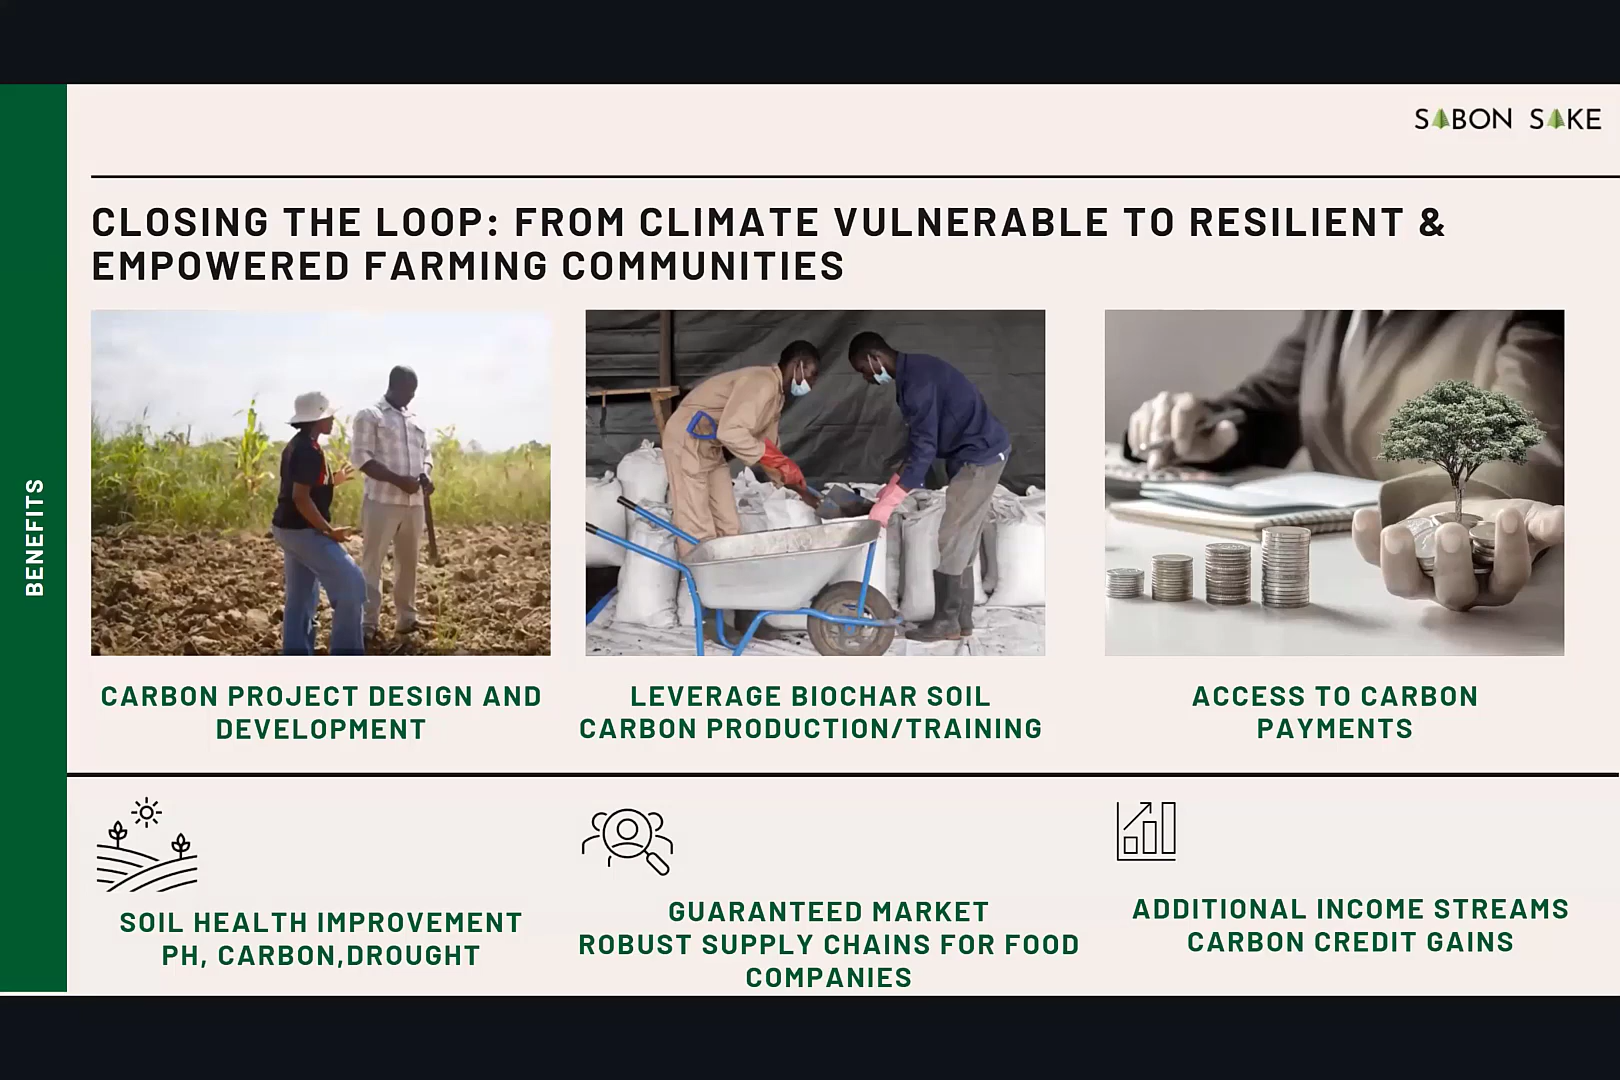 SABON SAKE
CLOSING THE LOOP: FROM CLIMATE VULNERABLE TO RESILIENT &
EMPOWERED FARMING COMMUNITIES
BENEFITS
CARBON PROJECT DESIGN AND
DEVELOPMENT
LEVERAGE BIOCHAR SOIL
CARBON PRODUCTION/TRAINING
ACCESS TO CARBON
PAYMENTS
SOIL HEALTH IMPROVEMENT
PH, CARBON,DROUGHT
GUARANTEED MARKET
ROBUST SUPPLY CHAINS FOR FOOD
COMPANIES
ADDITIONAL INCOME STREAMS
CARBON CREDIT GAINS